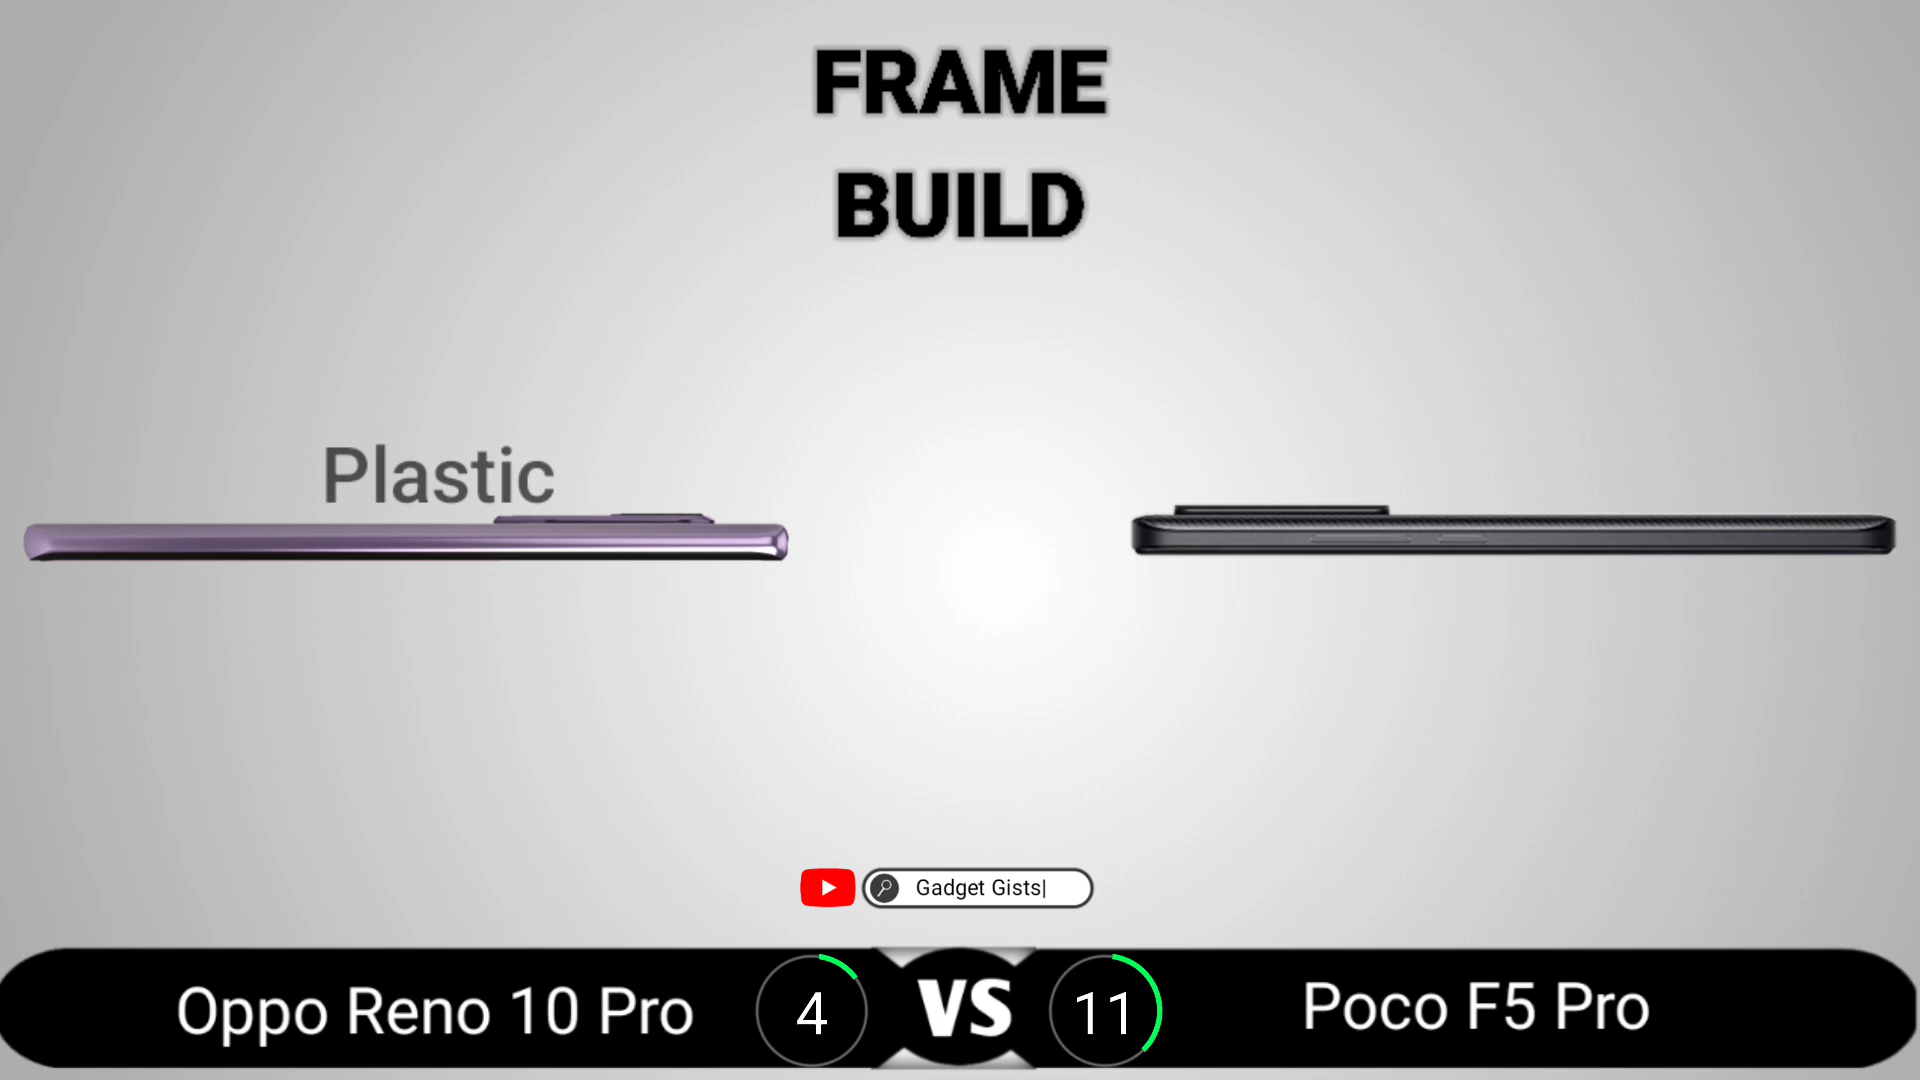 FRAME
BUILD
Plastic
Gadget Gists|
Oppo Reno 10 Pro 4 VS 11 Poco F5 Pro